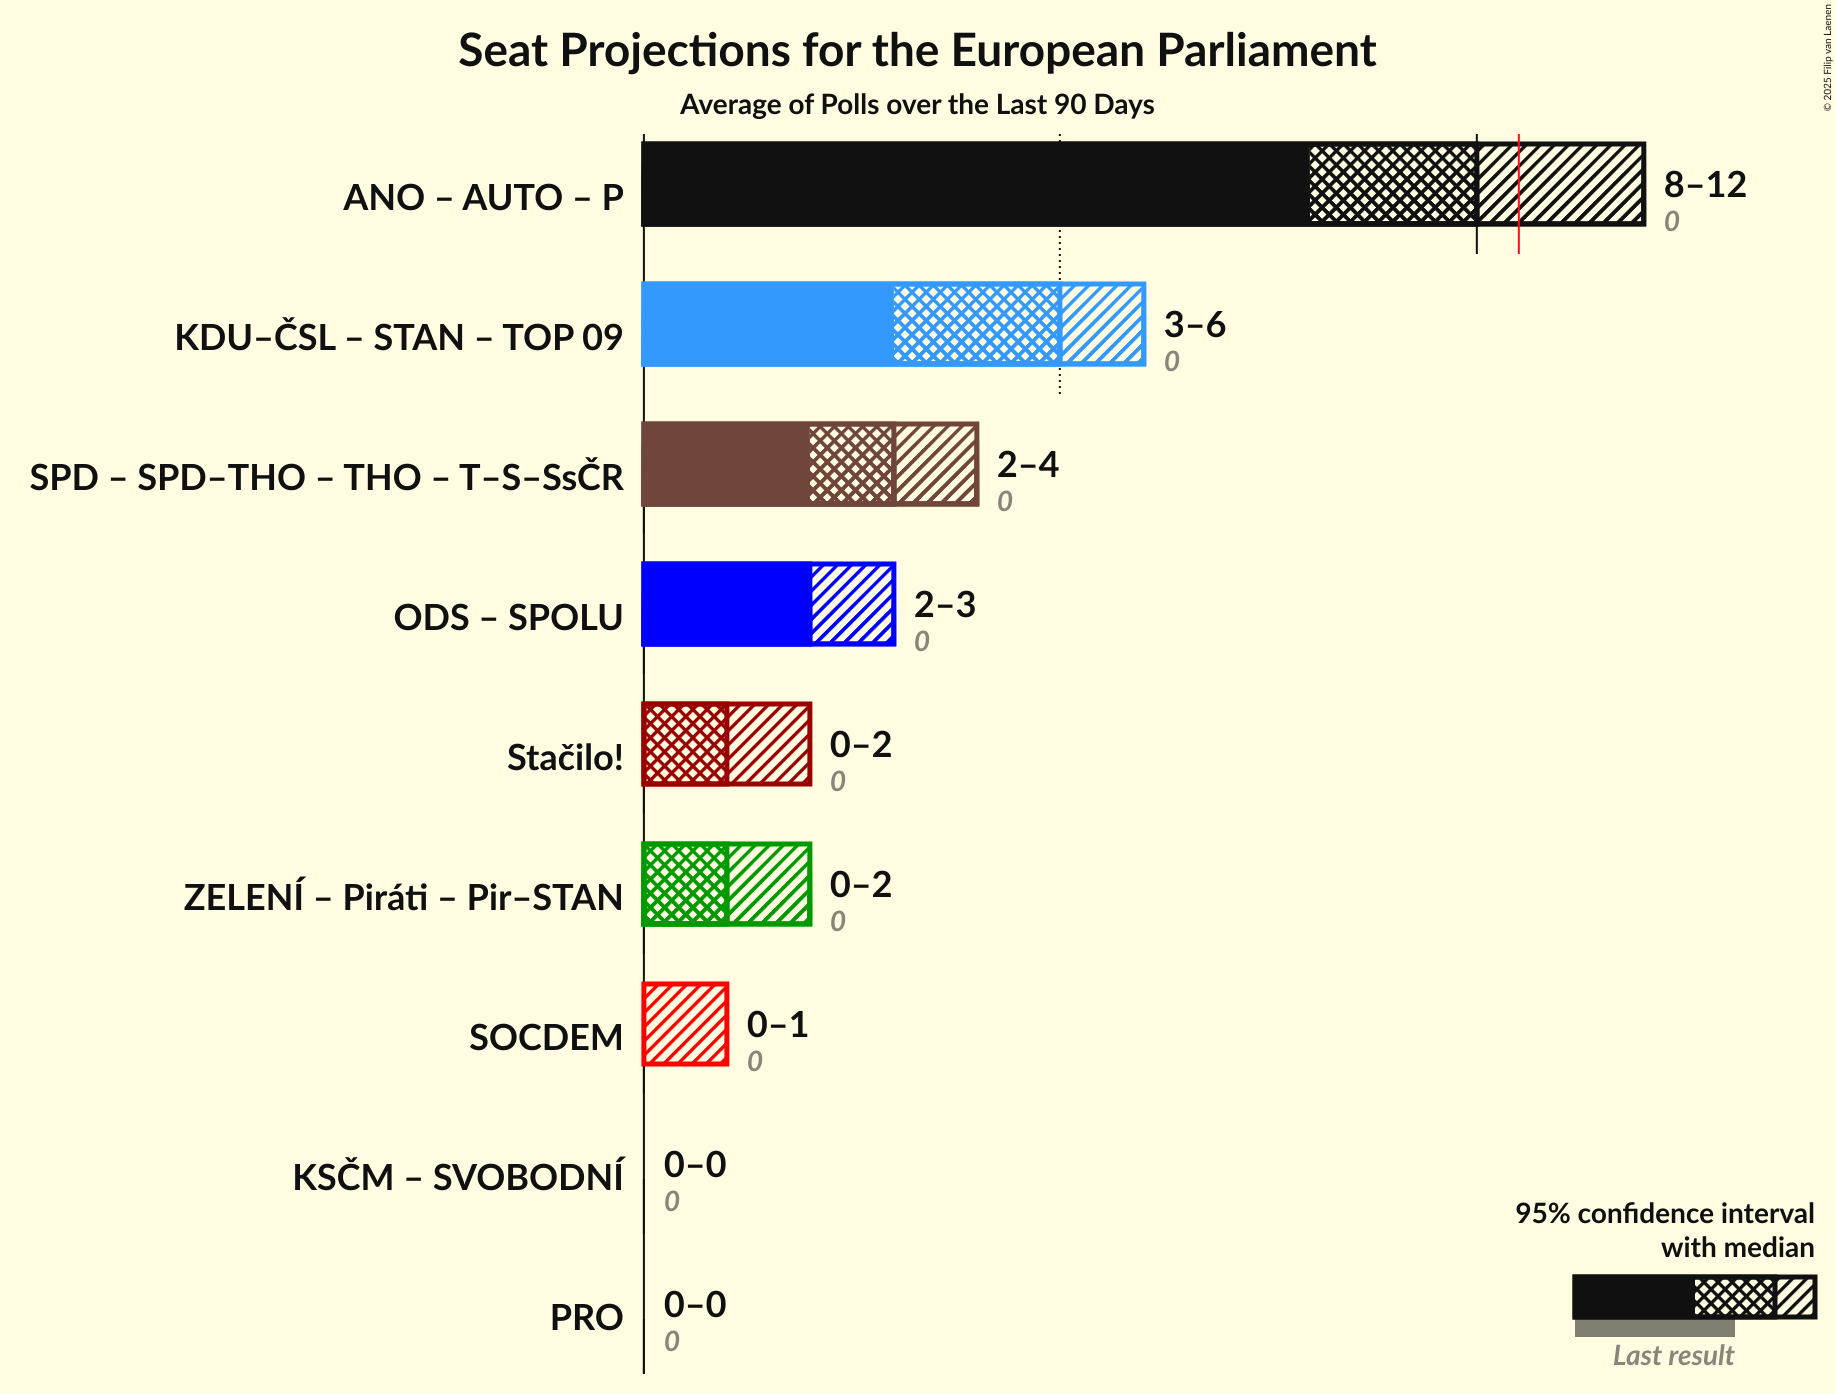 Seat Projections for the European Parliament
Average of Polls over the Last 90 Days
© 2025 Filip van Laenen
ANO – AUTO – P
8–12
0
KDU–ČSL – STAN – TOP 09
3–6
0
SPD – SPD–THO – THO – T–S–SsČR
2–4
0
ODS – SPOLU
2–3
0
Stačilo!
0–2
0
ZELENÍ – Piráti – Pir–STAN
0–2
0
SOCDEM
0–1
0
KSČM – SVOBODNÍ
0–0
0
PRO
0–0
0
95% confidence interval
with median
Last result